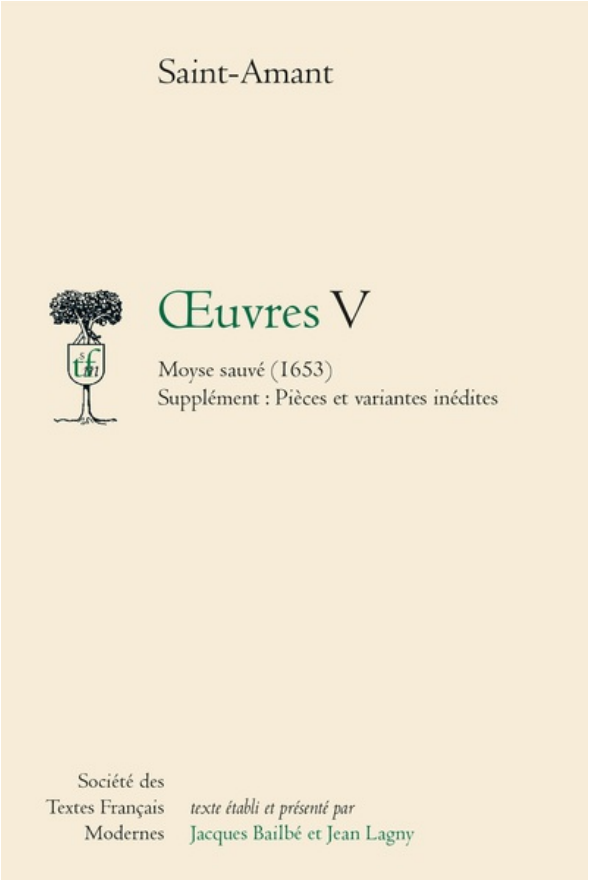 Saint-Amant
Œuvres V
stfm
Moyse sauvé (1653)
Supplément : Pièces et variantes inédites
Société des
Textes Français
Modernes
texte établi et présenté par
Jacques Bailbé et Jean Lagny